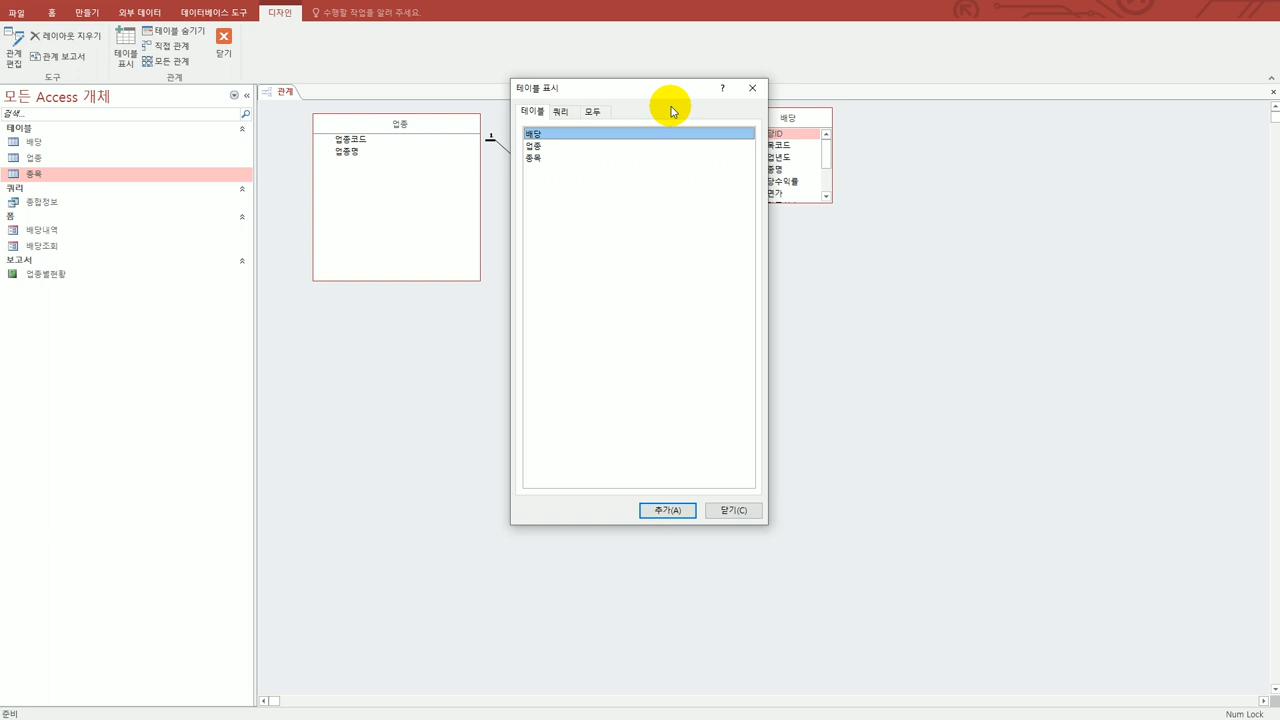 파일 홈 만들기 외부 데이터 데이터베이스 도구 디자인 수행할 작업을 알려 주세요.
관계 편집
레이아웃 지우기
관계 보고서
도구
테이블 표시
테이블 숨기기
직접 관계
모든 관계
관계
닫기
모든 Access 개체
검색...
테이블
배당
업종
종목
쿼리
종합정보
폼
배당내역
배당조회
보고서
업종별현황
관계
업종
업종코드
업종명
1
테이블 표시
?
테이블 쿼리 모두
배당
업종
종목
추가(A) 닫기(C)
배당
당ID
목코드
업년도
종명
당수익률
면가
준비
Num Lock